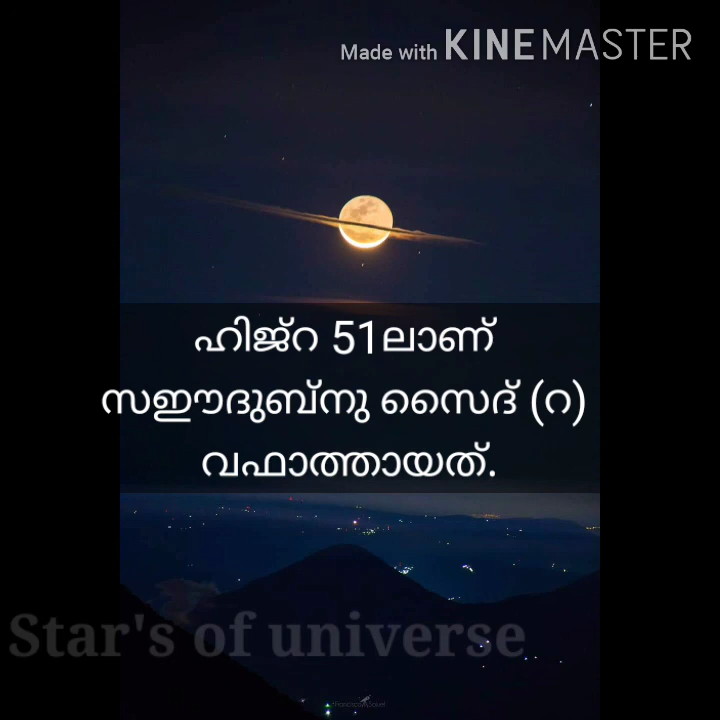 Made with KINEMASTER
ഹിജ്റ 51ലാണ്
സഈദുബ്നു സൈദ് (റ)
വഫാത്തായത്.
Star's of universe